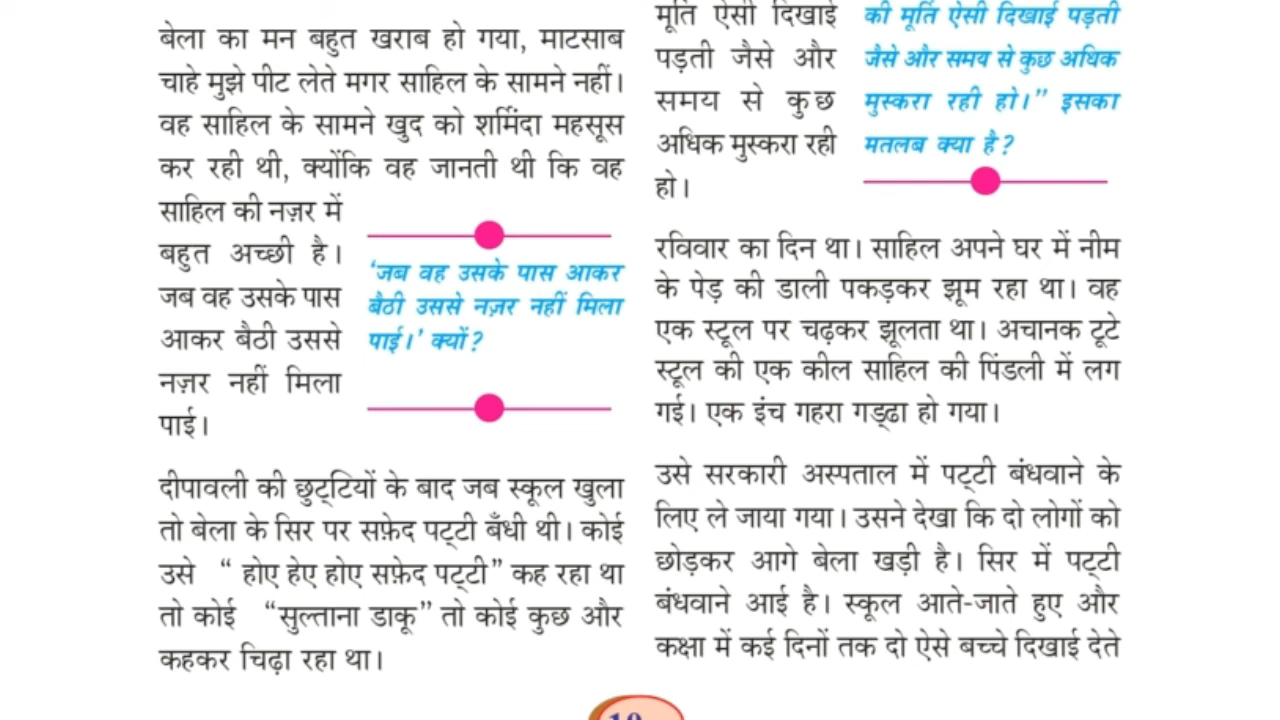 बेला का मन बहुत खराब हो गया, माटसाब
चाहे मुझे पीट लेते मगर साहिल के सामने नहीं।
वह साहिल के सामने खुद को शर्मिंदा महसूस
कर रही थी, क्योंकि वह जानती थी कि वह
साहिल की नज़र में
बहुत अच्छी है।
जब वह उसके पास
आकर बैठी उससे
नज़र नहीं मिला
पाई।
‘जब वह उसके पास आकर
बैठी उससे नज़र नहीं मिला
पाई।’ क्यों?
दीपावली की छुट्टियों के बाद जब स्कूल खुला
तो बेला के सिर पर सफ़ेद पट्टी बँधी थी। कोई
उसे “ होए हेए होए सफ़ेद पट्टी” कह रहा था
तो कोई “सुल्ताना डाकू” तो कोई कुछ और
कहकर चिढ़ा रहा था।
मूर्ति ऐसी दिखाई
पड़ती जैसे और
समय से कुछ
अधिक मुस्करा रही
हो।
की मूर्ति ऐसी दिखाई पड़ती
जैसे और समय से कुछ अधिक
मुस्करा रही हो।” इसका
मतलब क्या है?
रविवार का दिन था। साहिल अपने घर में नीम
के पेड़ की डाली पकड़कर झूम रहा था। वह
एक स्टूल पर चढ़कर झूलता था। अचानक टूटे
स्टूल की एक कील साहिल की पिंडली में लग
गई। एक इंच गहरा गड्ढा हो गया।
उसे सरकारी अस्पताल में पट्टी बंधवाने के
लिए ले जाया गया। उसने देखा कि दो लोगों को
छोड़कर आगे बेला खड़ी है। सिर में पट्टी
बंधवाने आई है। स्कूल आते-जाते हुए और
कक्षा में कई दिनों तक दो ऐसे बच्चे दिखाई देते